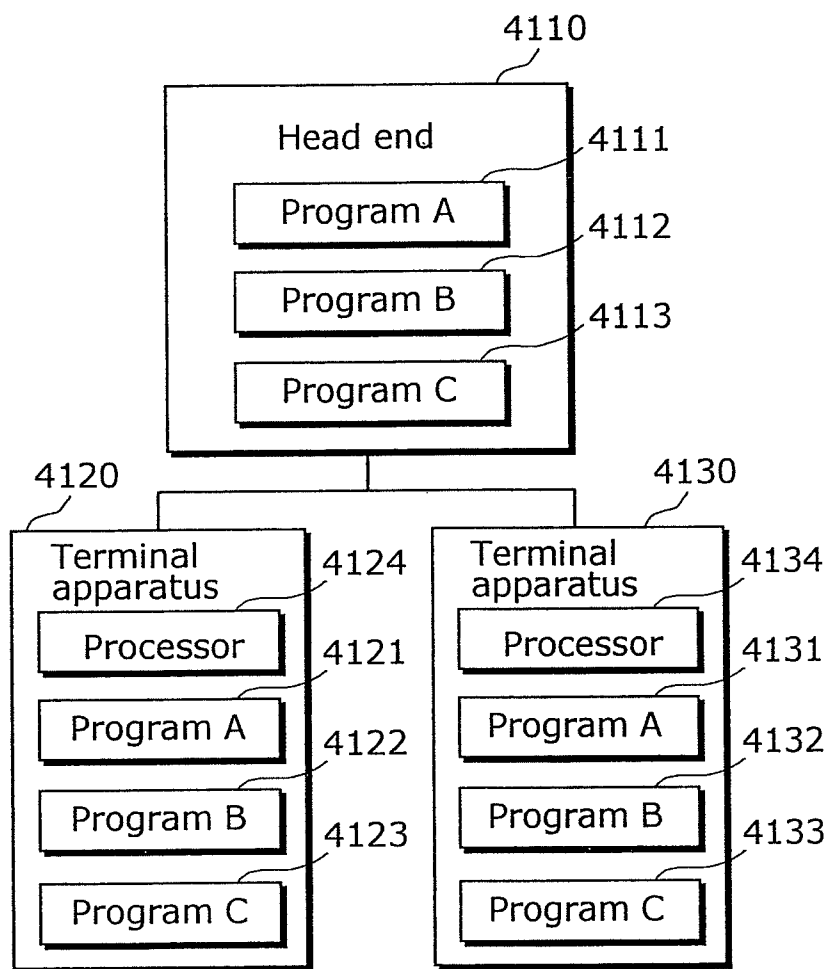 4110
Head end
4111
Program A
4112
Program B
4113
Program C
4120
Terminal
apparatus
4124
Processor
4121
Program A
4122
Program B
4123
Program C
4130
Terminal
apparatus
4134
Processor
4131
Program A
4132
Program B
4133
Program C